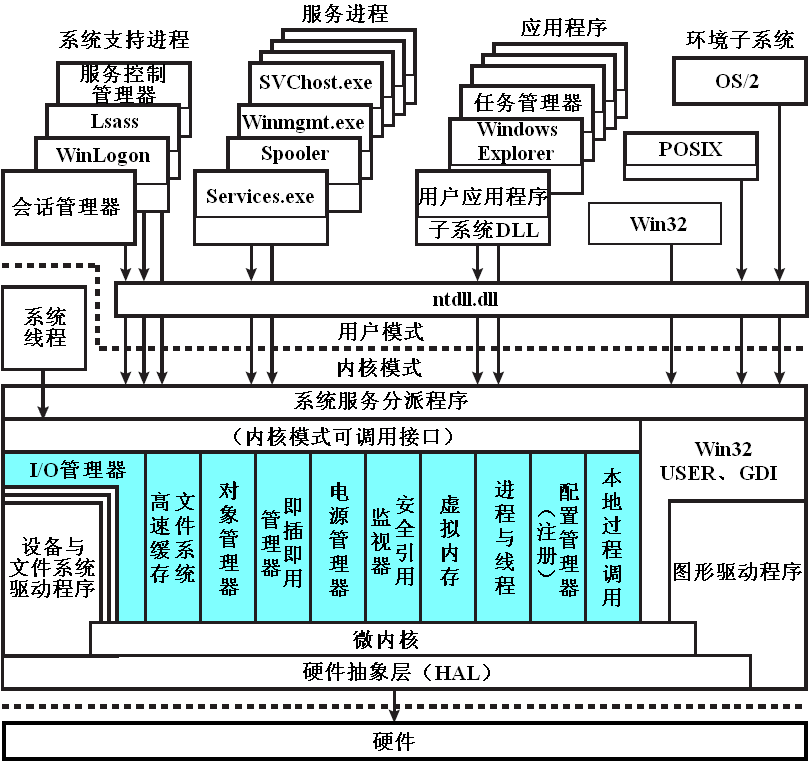 系统支持进程
服务控制
管理器
Lsass
WinLogon
会话管理器
服务进程
SVChost.exe
Winmgmt.exe
Spooler
Services.exe
应用程序
任务管理器
Windows
Explorer
用户应用程序
子系统DLL
环境子系统
OS/2
POSIX
Win32
ntdll.dll
系统
线程
用户模式
内核模式
系统服务分派程序
(内核模式可调用接口)
Win32
USER、GDI
I/O管理器
设备与
文件系统
驱动程序
文件系统
高速缓存
对象管理器
即插即用
管理器
电源管理器
安全引用
监视器
虚拟内存
进程与线程
配置管理器
(注册)
本地过程调用
图形驱动程序
微内核
硬件抽象层(HAL)
硬件